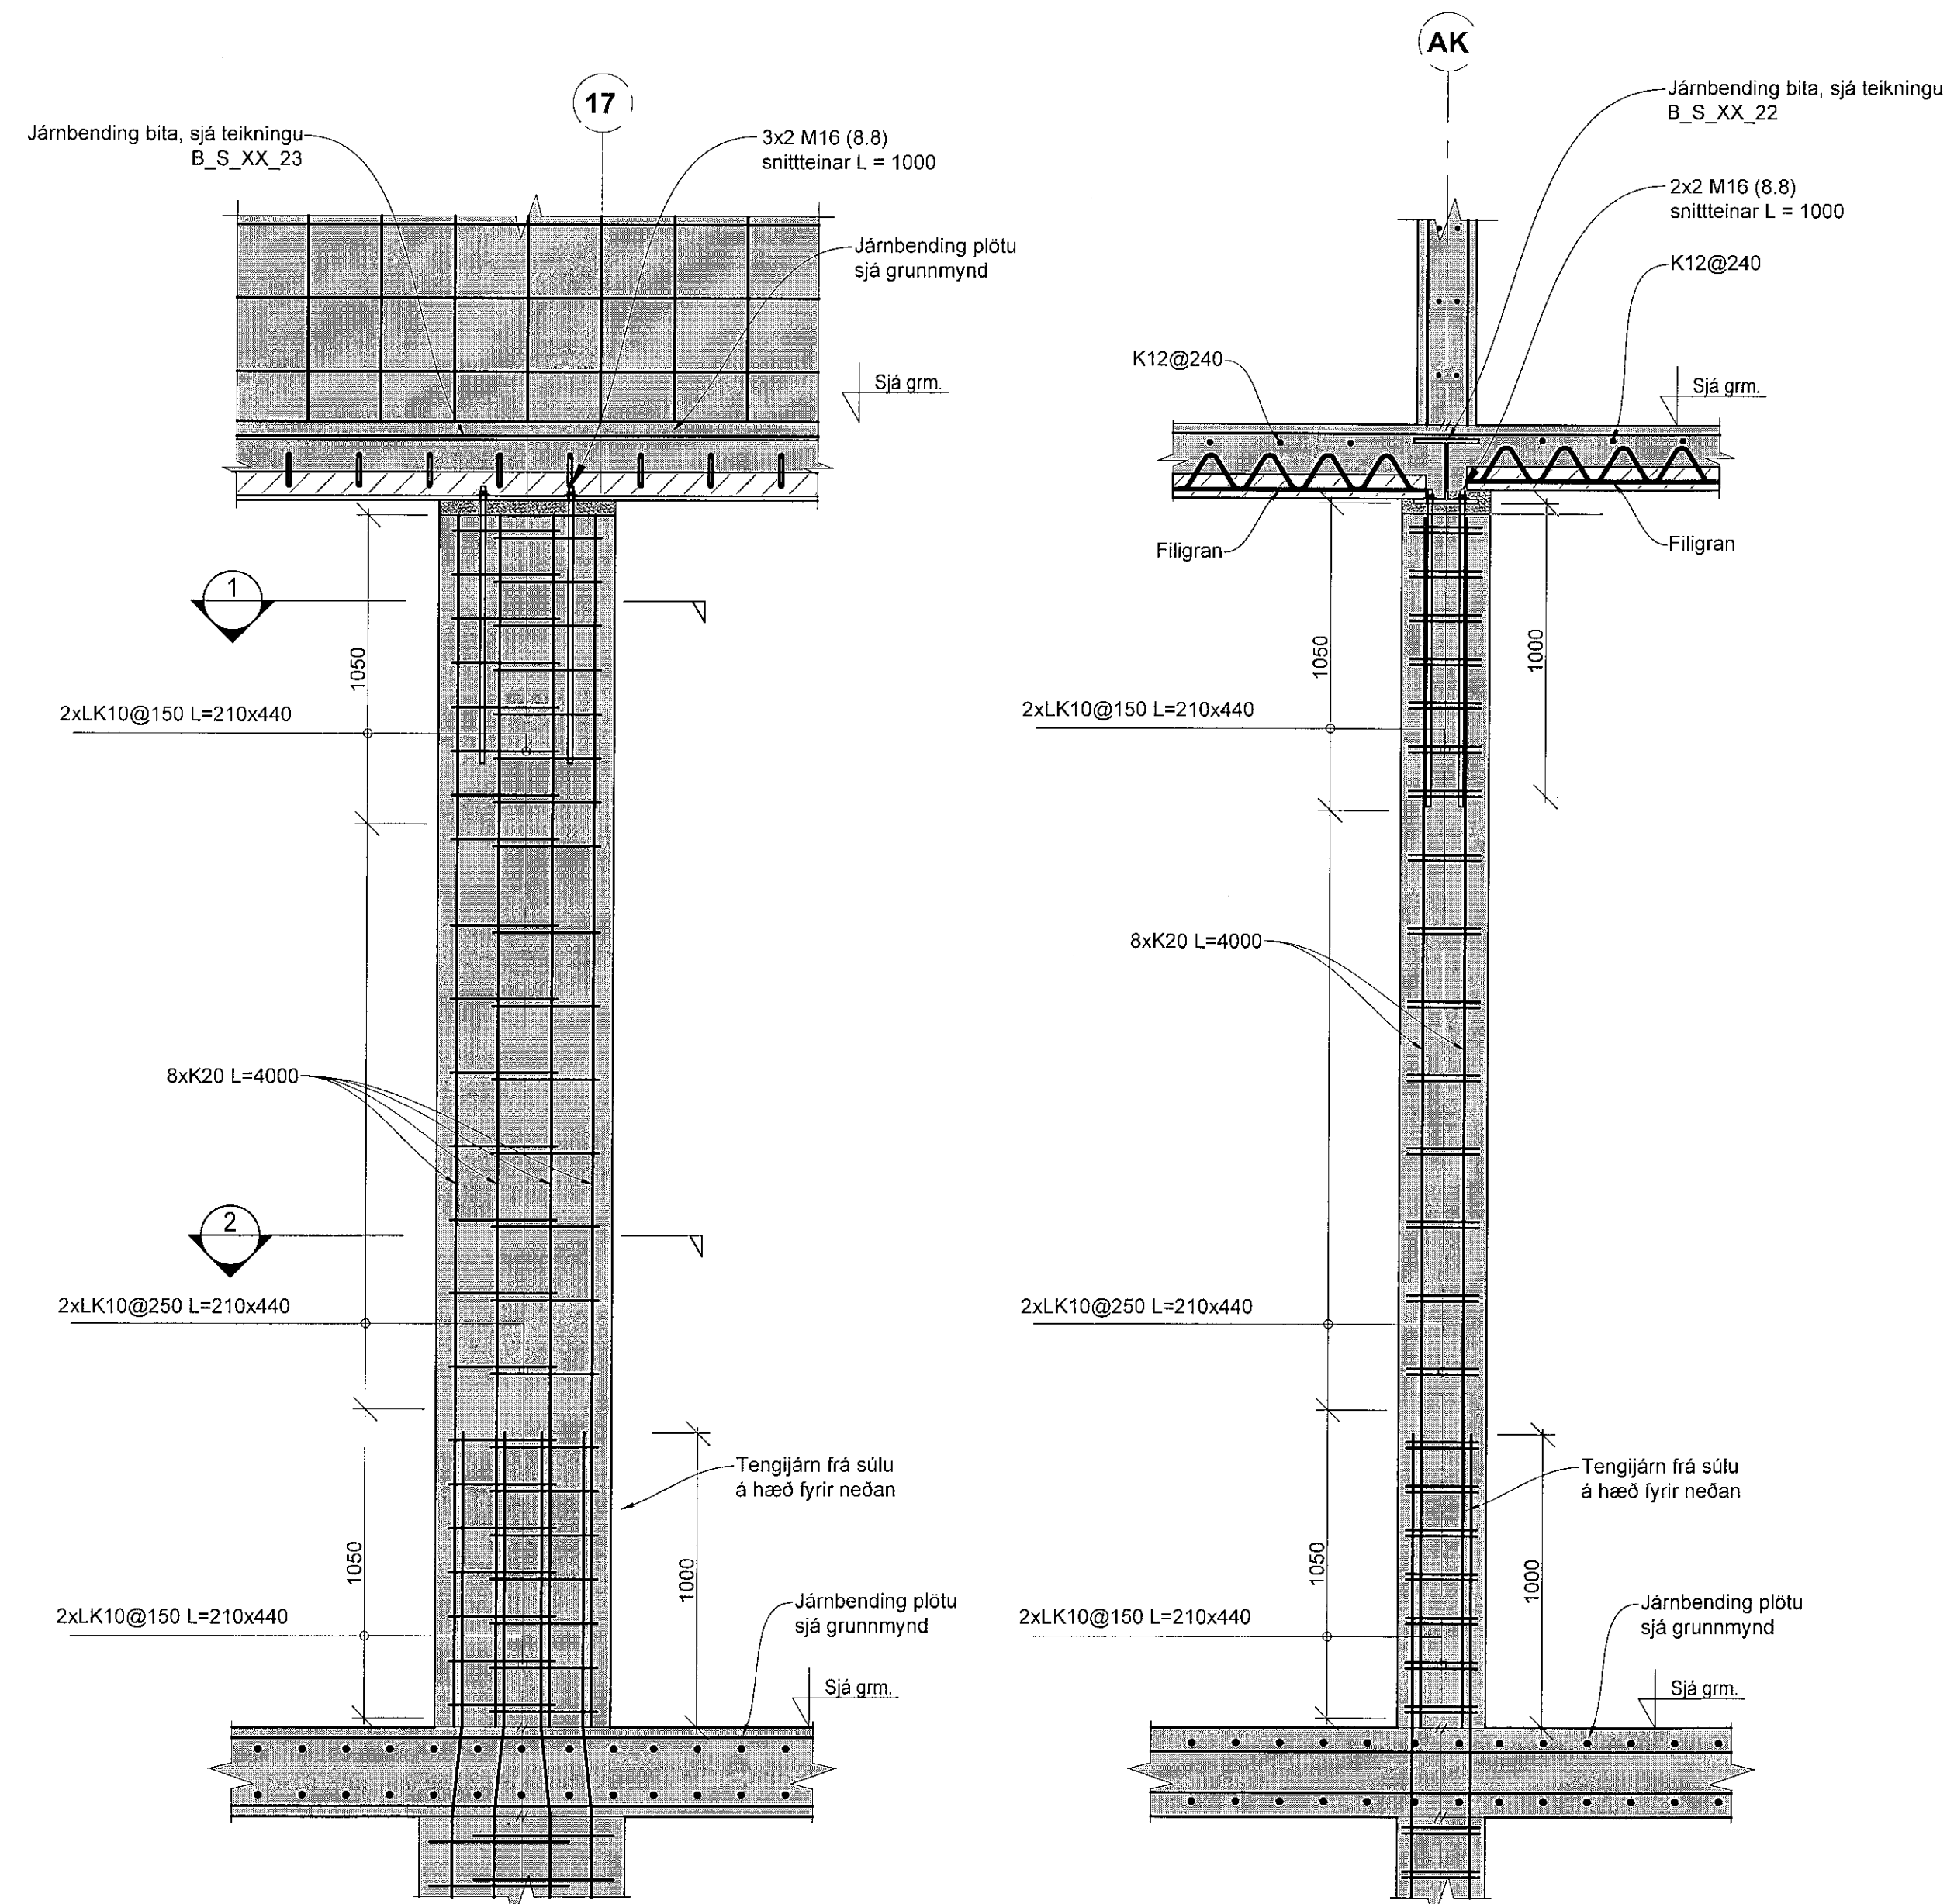 17
Járnbending bita, sjá teikningu
B_S_XX_23
3x2 M16 (8.8)
snittteinar L = 1000
Járnbending plötu
sjá grunnmynd
Sjá grm.
1
1050
2xLK10@150 L=210x440
8xK20 L=4000
2
2xLK10@250 L=210x440
Tengijárn frá súlu
á hæð fyrir neðan
1050
1000
2xLK10@150 L=210x440
Járnbending plötu
sjá grunnmynd
Sjá grm.
AK
Járnbending bita, sjá teikningu
B_S_XX_22
2x2 M16 (8.8)
snittteinar L = 1000
K12@240
K12@240
Sjá grm.
Filigran
Filigran
1050
1000
2xLK10@150 L=210x440
8xK20 L=4000
2xLK10@250 L=210x440
Tengijárn frá súlu
á hæð fyrir neðan
1050
1000
2xLK10@150 L=210x440
Járnbending plötu
sjá grunnmynd
Sjá grm.